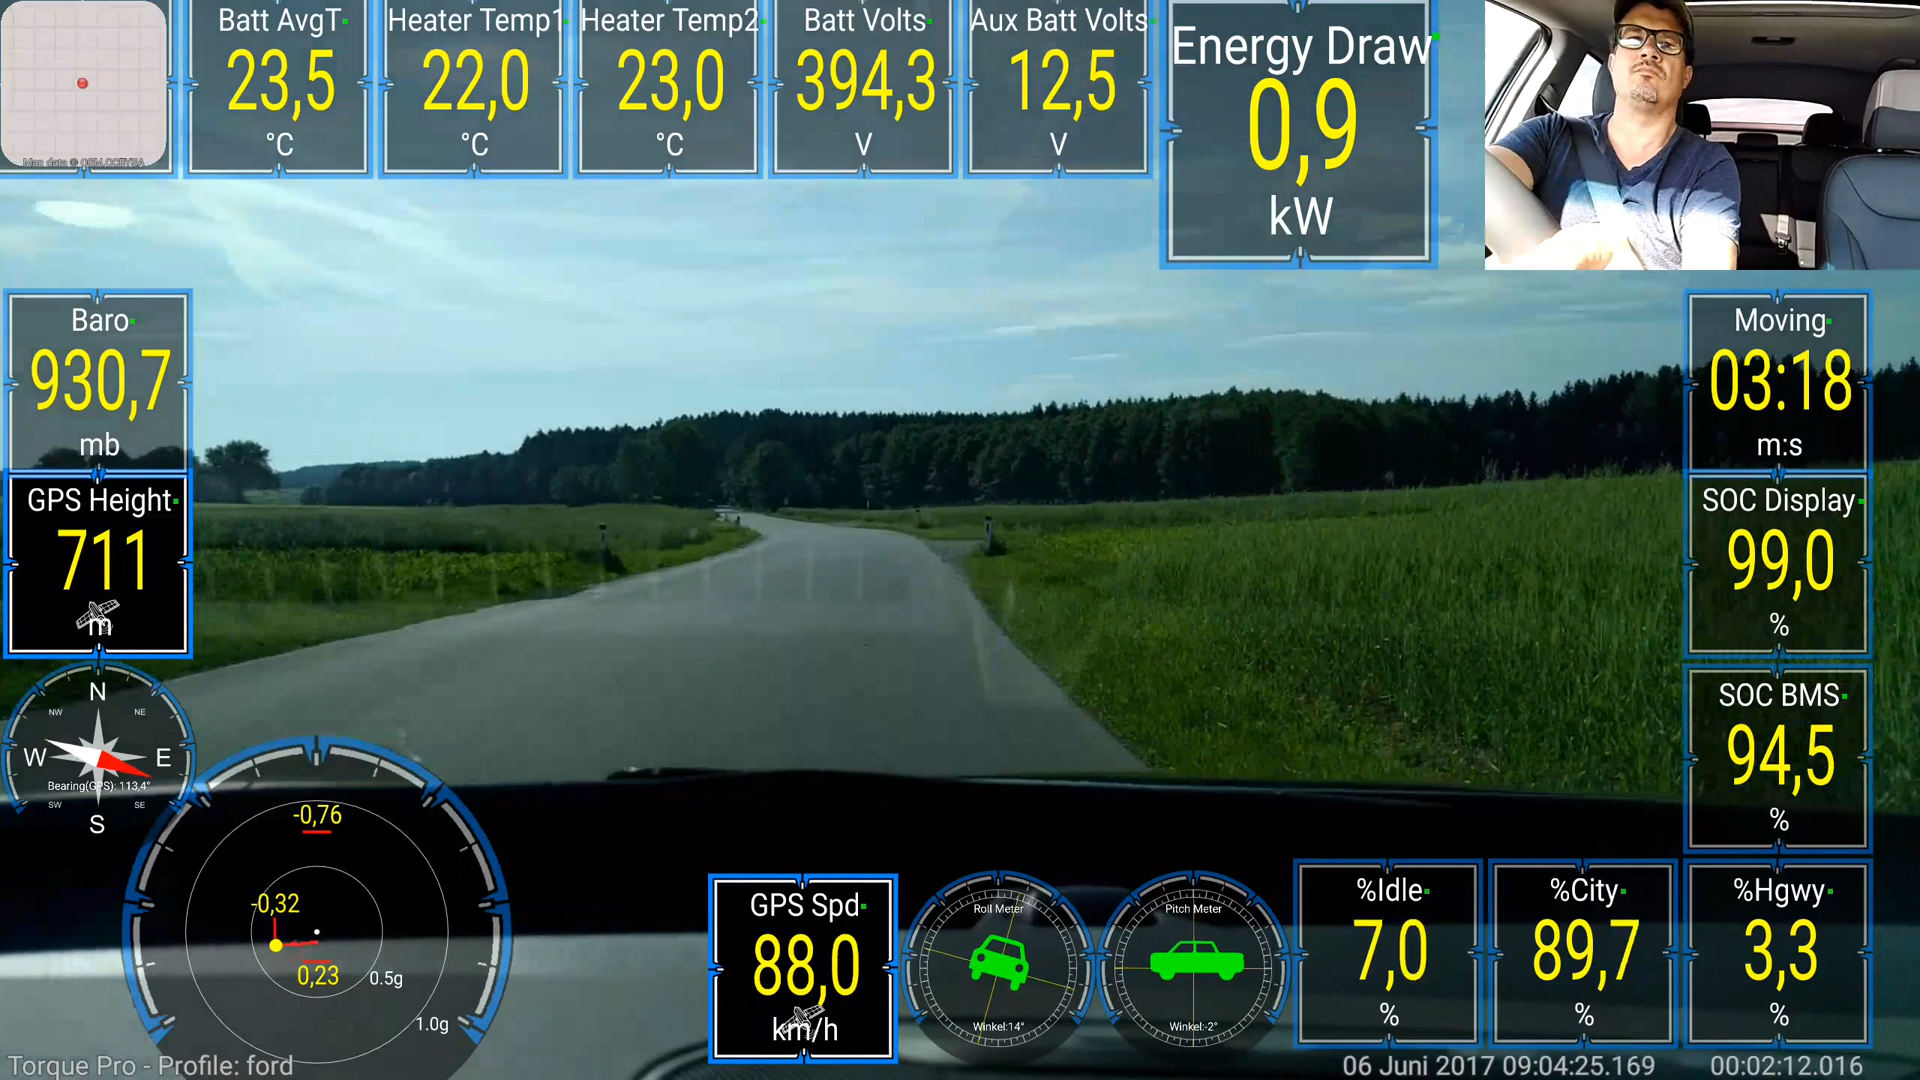 Batt AvgT
23,5
°C
Heater Temp1
22,0
°C
Heater Temp2
23,0
°C
Batt Volts
394,3
V
Aux Batt Volts
12,5
V
Energy Draw
0,9
kW
Baro
930,7
mb
GPS Height
711
m
Moving
03:18
m:s
SOC Display
99,0
%
SOC BMS
94,5
%
N
NW NE
W E
Bearing(GPS): 113.4°
SW SE
S
-0,76
-0,32
0,23
0.5g
1.0g
GPS Spd
88,0
km/h
Roll Meter
Winkel:14°
Pitch Meter
Winkel:-2°
%Idle
7,0
%
%City
89,7
%
%Hgwy
3,3
%
Torque Pro - Profile: ford
06 Juni 2017 09:04:25.169
00:02:12.016